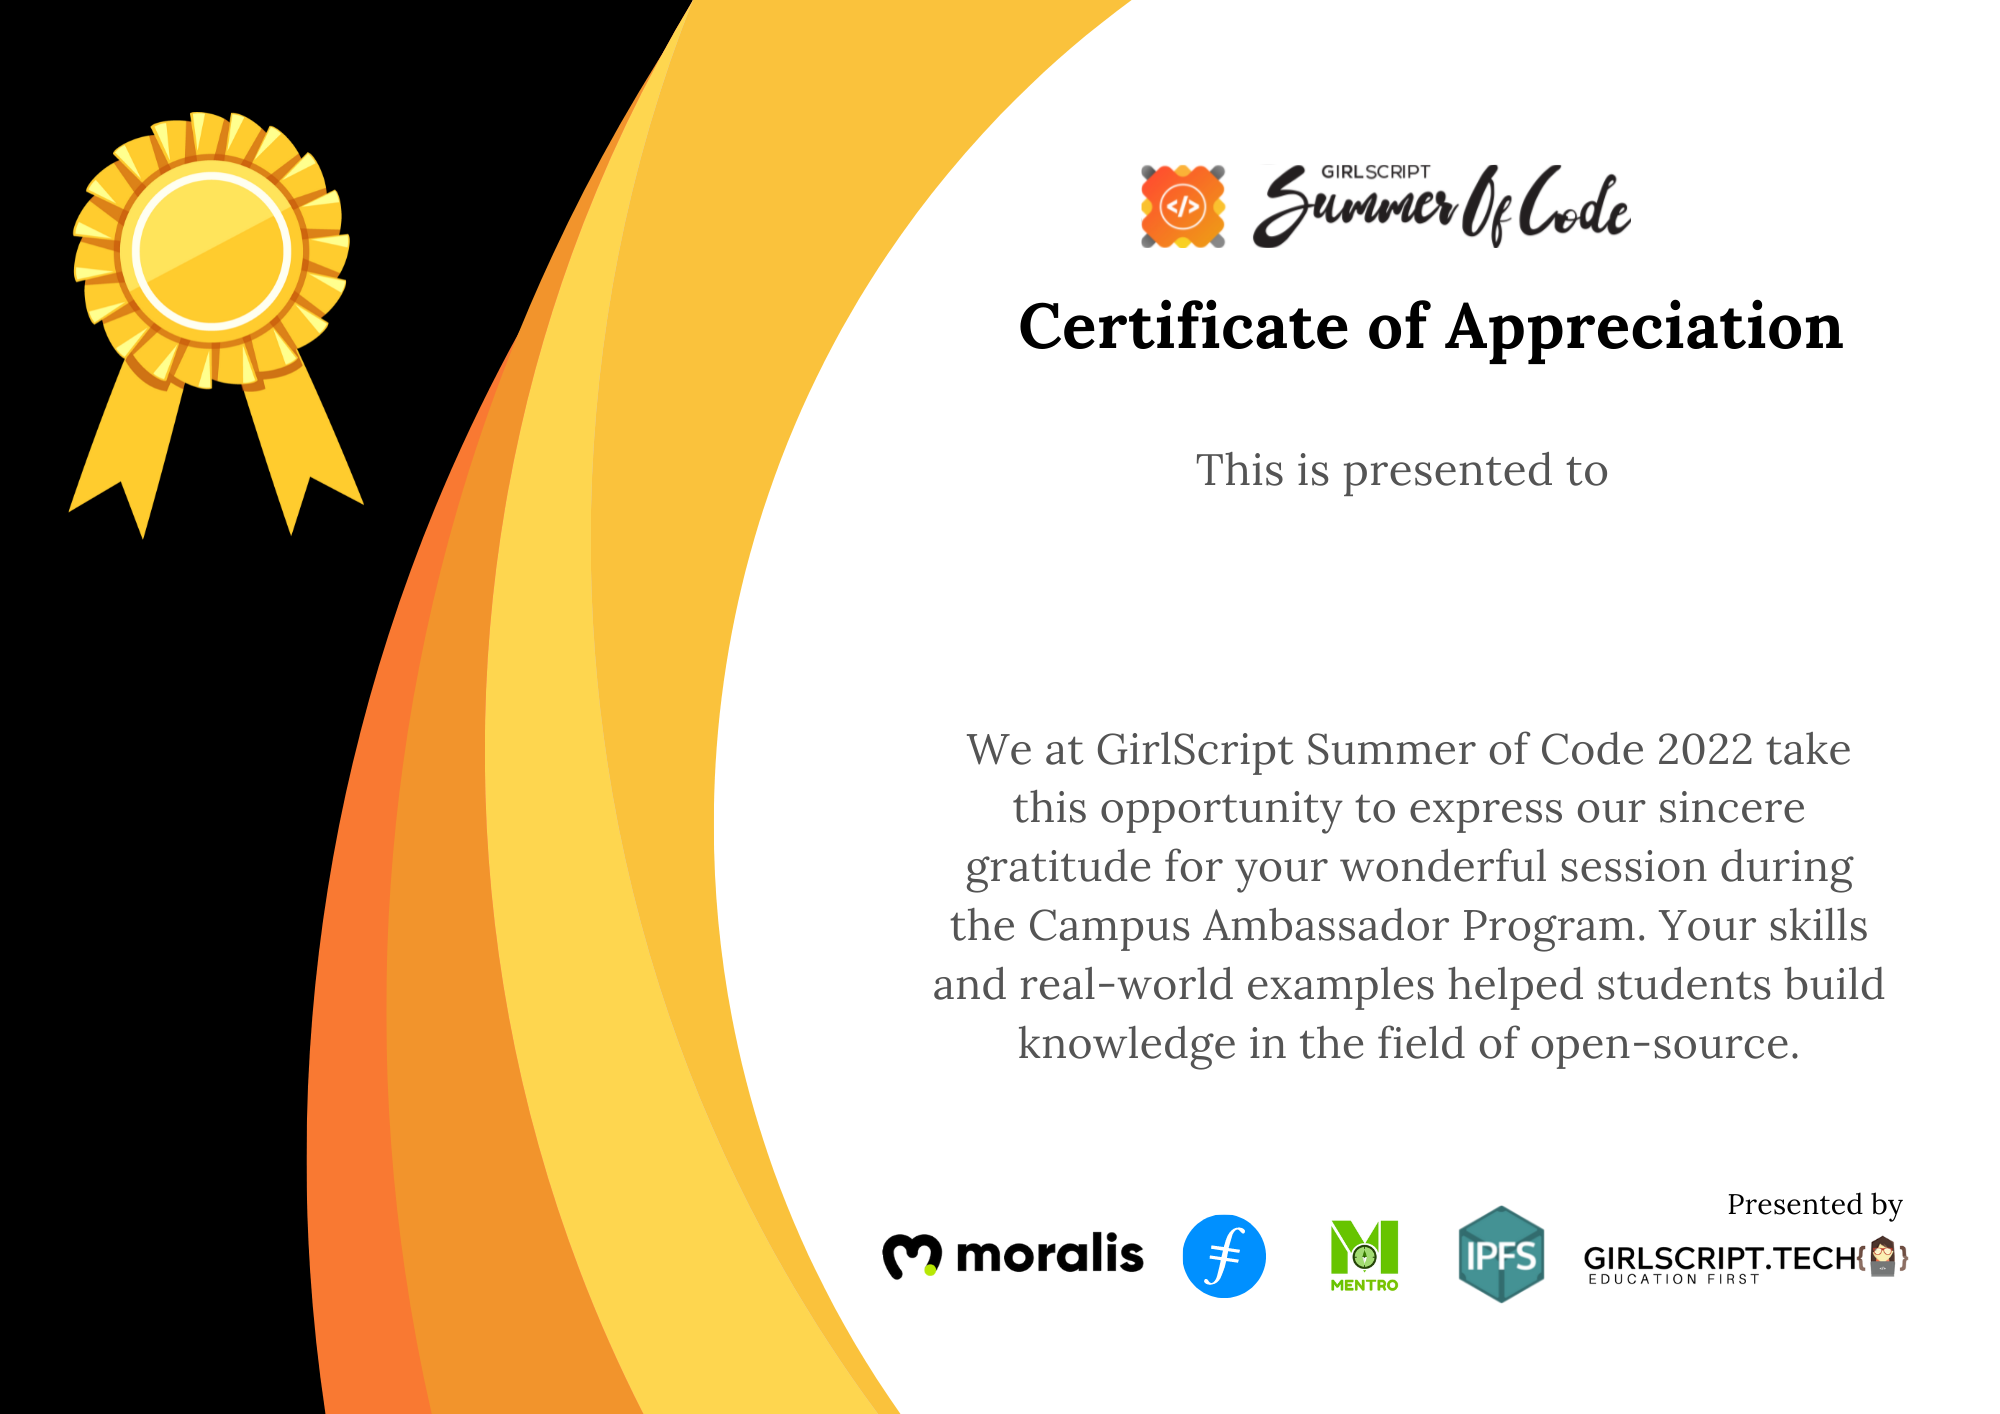 GIRLSCRIPT
Summer Of Code
Certificate of Appreciation
This is presented to
We at GirlScript Summer of Code 2022 take
this opportunity to express our sincere
gratitude for your wonderful session during
the Campus Ambassador Program. Your skills
and real-world examples helped students build
knowledge in the field of open-source.
Presented by
moralis
MENTRO
IPFS
GIRLSCRIPT.TECH
EDUCATION FIRST